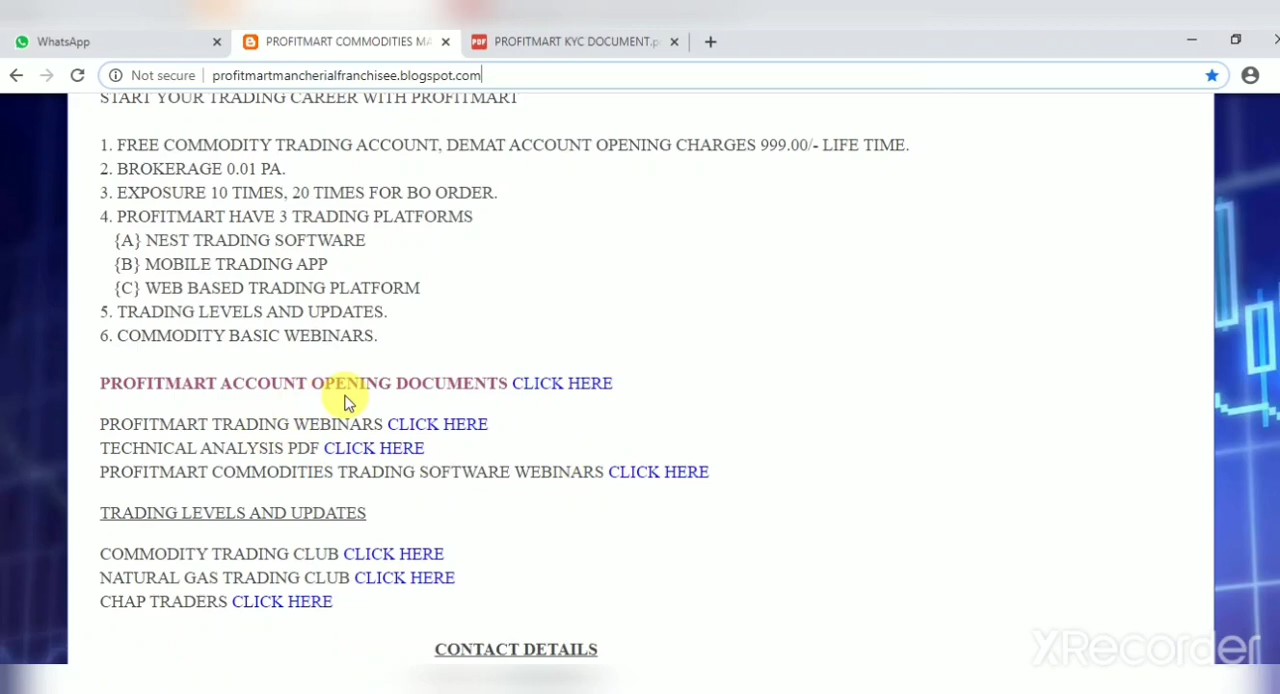 WhatsApp
PROFITMART COMMODITIES MA
PROFITMART KYC DOCUMENT.p
Not secure
profitmartmancherialfranchisee.blogspot.com
START YOUR TRADING CAREER WITH PROFITMART
1. FREE COMMODITY TRADING ACCOUNT, DEMAT ACCOUNT OPENING CHARGES 999.00/- LIFE TIME.
2. BROKERAGE 0.01 PA.
3. EXPOSURE 10 TIMES, 20 TIMES FOR BO ORDER.
4. PROFITMART HAVE 3 TRADING PLATFORMS
{A} NEST TRADING SOFTWARE
{B} MOBILE TRADING APP
{C} WEB BASED TRADING PLATFORM
5. TRADING LEVELS AND UPDATES.
6. COMMODITY BASIC WEBINARS.
PROFITMART ACCOUNT OPENING DOCUMENTS CLICK HERE
PROFITMART TRADING WEBINARS CLICK HERE
TECHNICAL ANALYSIS PDF CLICK HERE
PROFITMART COMMODITIES TRADING SOFTWARE WEBINARS CLICK HERE
TRADING LEVELS AND UPDATES
COMMODITY TRADING CLUB CLICK HERE
NATURAL GAS TRADING CLUB CLICK HERE
CHAP TRADERS CLICK HERE
CONTACT DETAILS
XRecorder